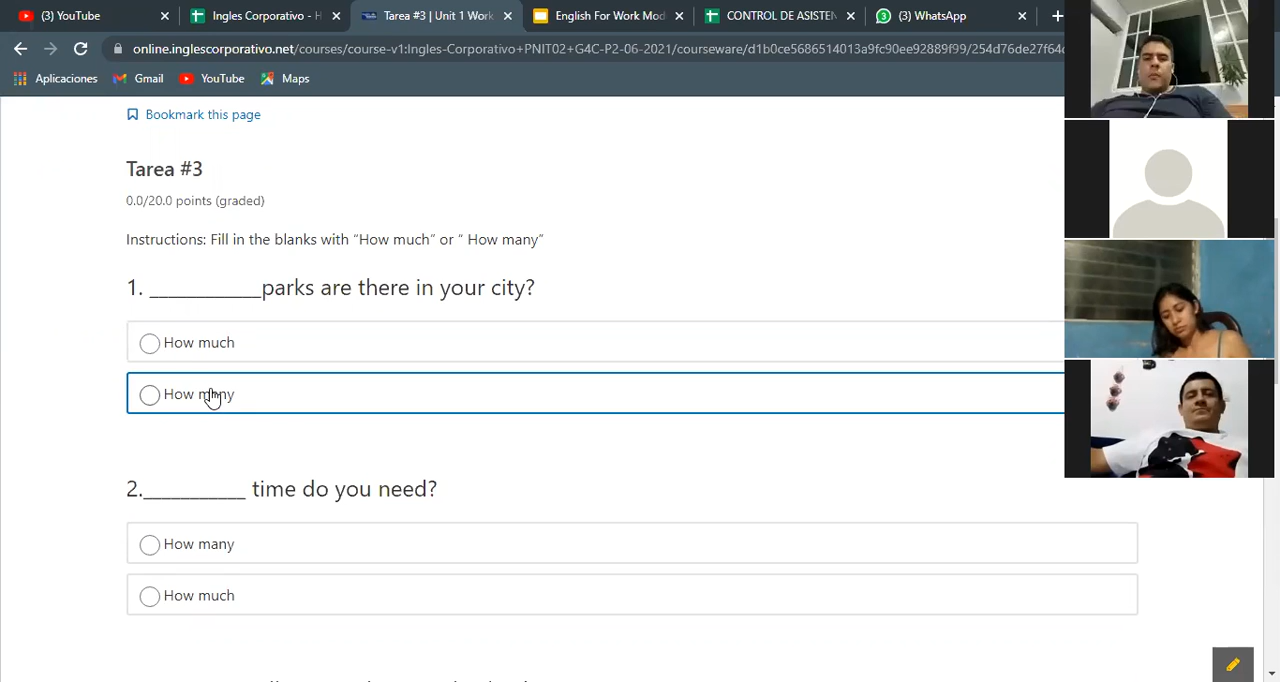 (3) YouTube
Ingles Corporativo - H
Tarea #3 | Unit 1 Work
English For Work Mod
CONTROL DE ASISTEN
(3) WhatsApp
online.inglescorporativo.net/courses/course-v1:Ingles-Corporativo+PNIT02+G4C-P2-06-2021/courseware/d1b0ce5686514013a9fc90ee92889f99/254d76de27f64c
Aplicaciones
Gmail
YouTube
Maps
Bookmark this page
Tarea #3
0.0/20.0 points (graded)
Instructions: Fill in the blanks with “How much” or “ How many”
1. ____________parks are there in your city?
How much
How many
2.___________ time do you need?
How many
How much